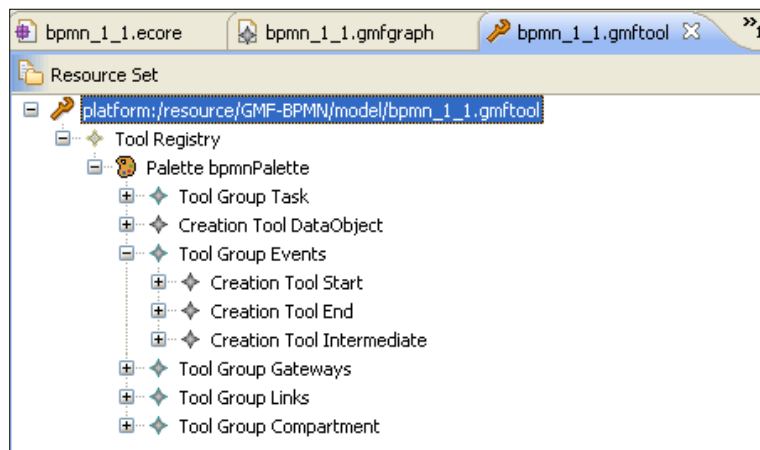 bpmn_1_1.ecore bpmn_1_1.gmfgraph bpmn_1_1.gmftool
Resource Set
platform:/resource/GMF-BPMN/model/bpmn_1_1.gmftool
Tool Registry
Palette bpmnPalette
Tool Group Task
Creation Tool DataObject
Tool Group Events
Creation Tool Start
Creation Tool End
Creation Tool Intermediate
Tool Group Gateways
Tool Group Links
Tool Group Compartment